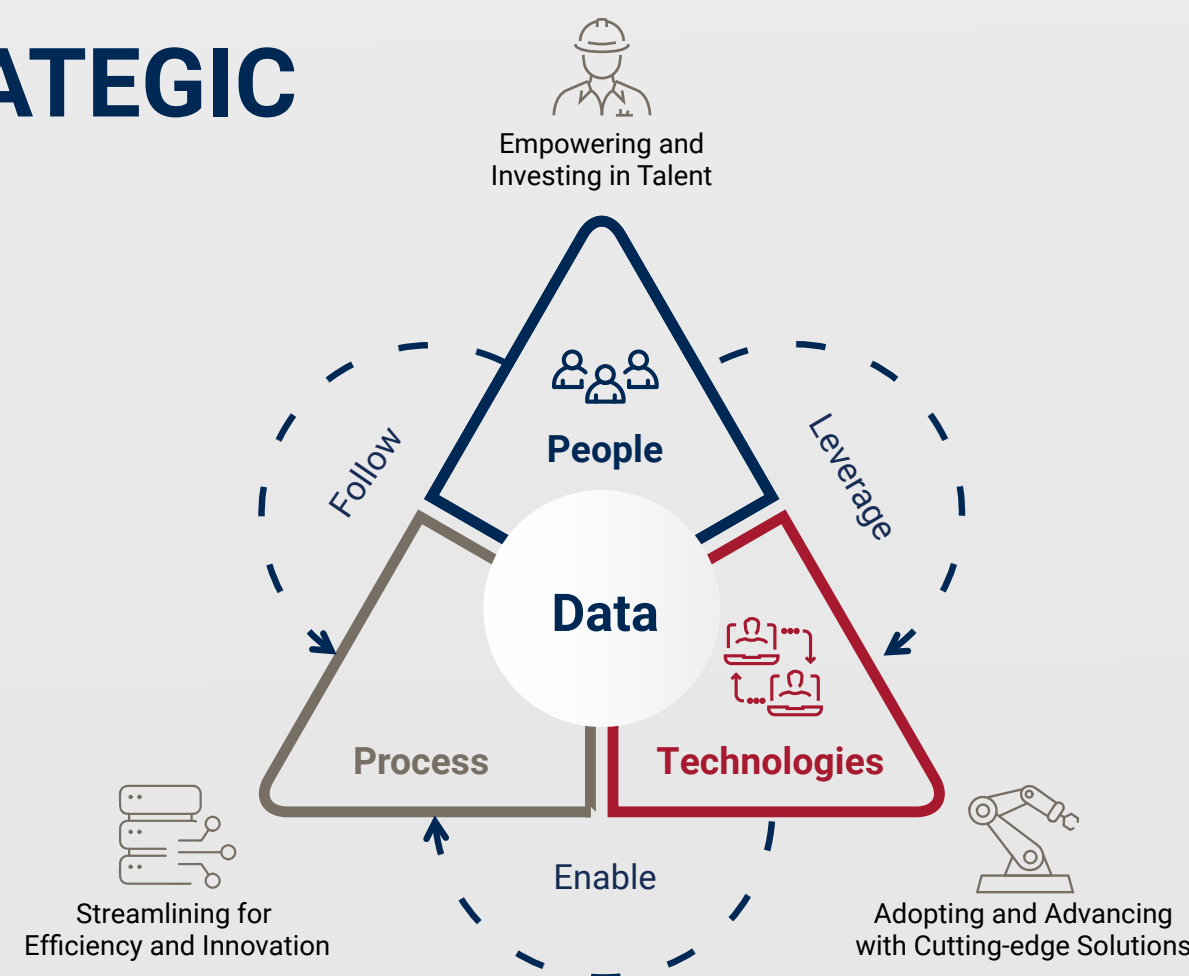 ATEGIC
Empowering and
Investing in Talent
People
Follow
Leverage
Data
Process
Technologies
Enable
Streamlining for
Efficiency and Innovation
Adopting and Advancing
with Cutting-edge Solutions